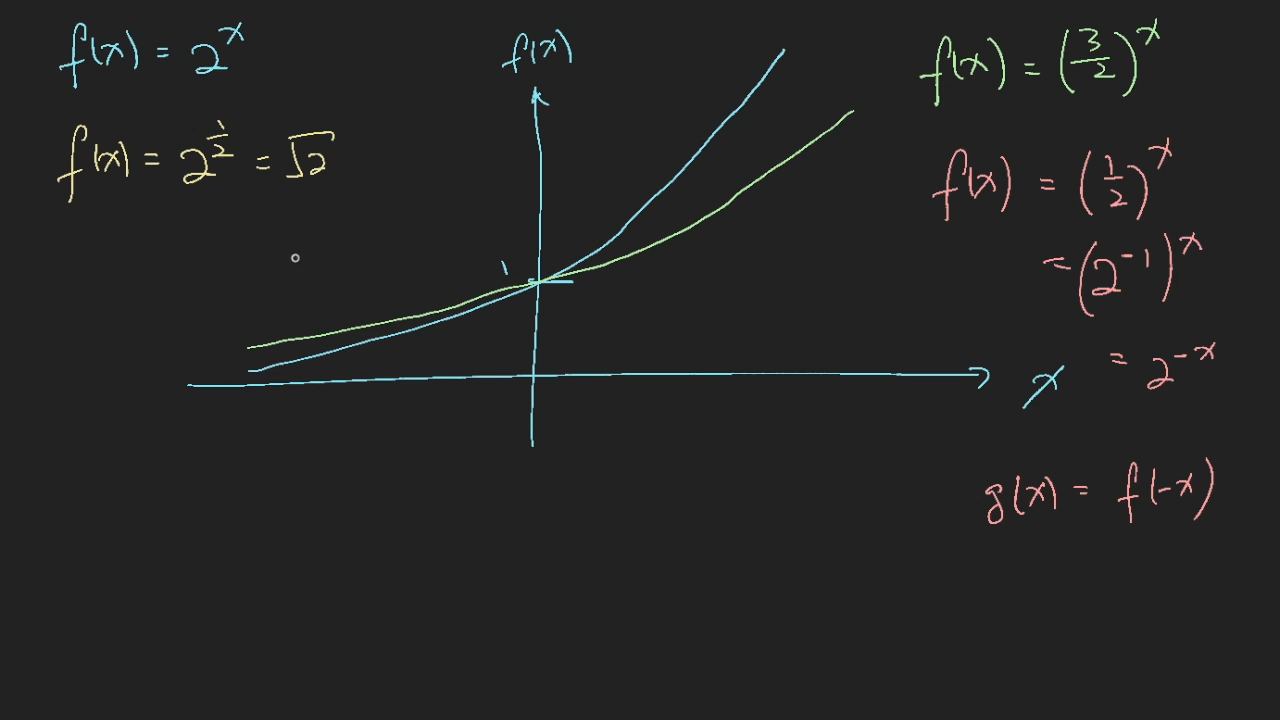 f(x) = 2^x
f(x) = 2^{1/2} = √2
f(x)
1
x
f(x) = (3/2)^x
f(x) = (1/2)^x
= (2^{-1})^x
= 2^{-x}
g(x) = f(-x)